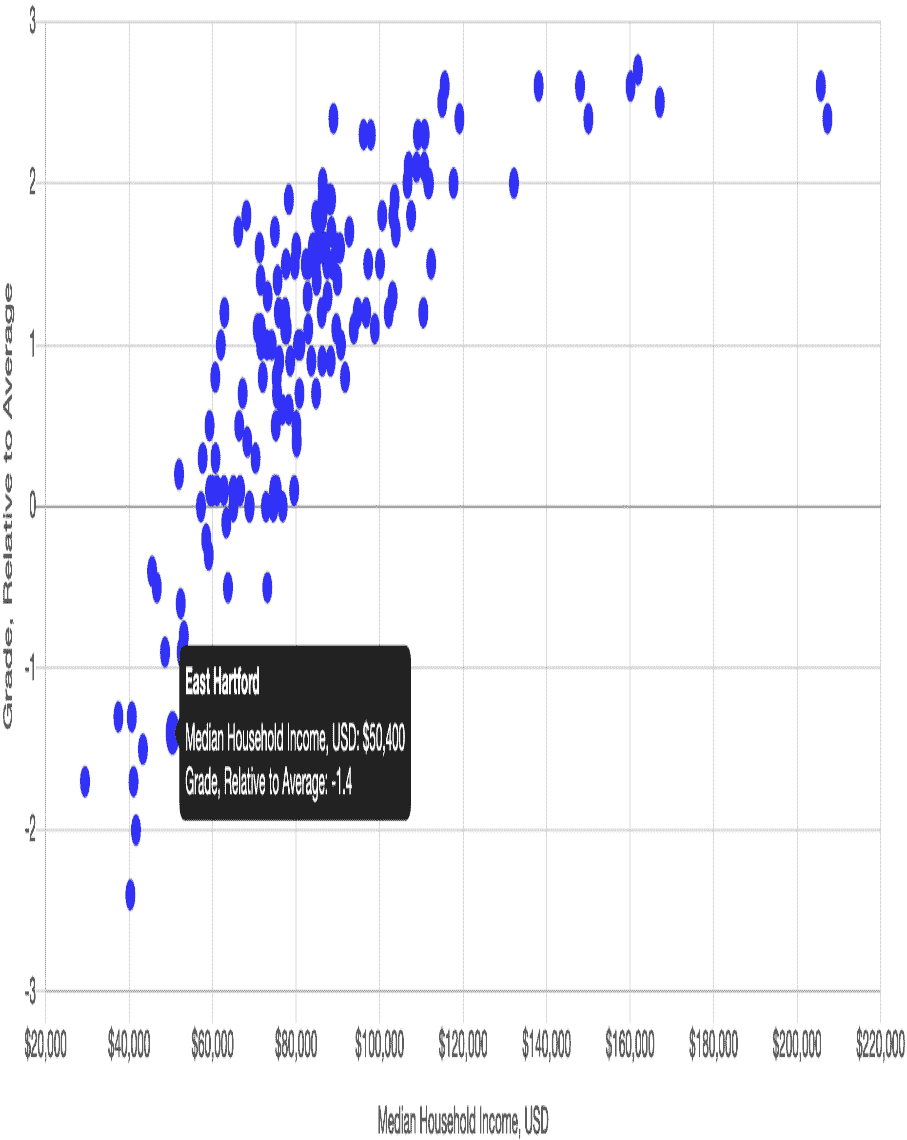 3
2
1
0
-1
-2
-3
Grade, Relative to Average
East Hartford
Median Household Income, USD: $50,400
Grade, Relative to Average: -1.4
$20,000 $40,000 $60,000 $80,000 $100,000 $120,000 $140,000 $160,000 $180,000 $200,000 $220,000
Median Household Income, USD